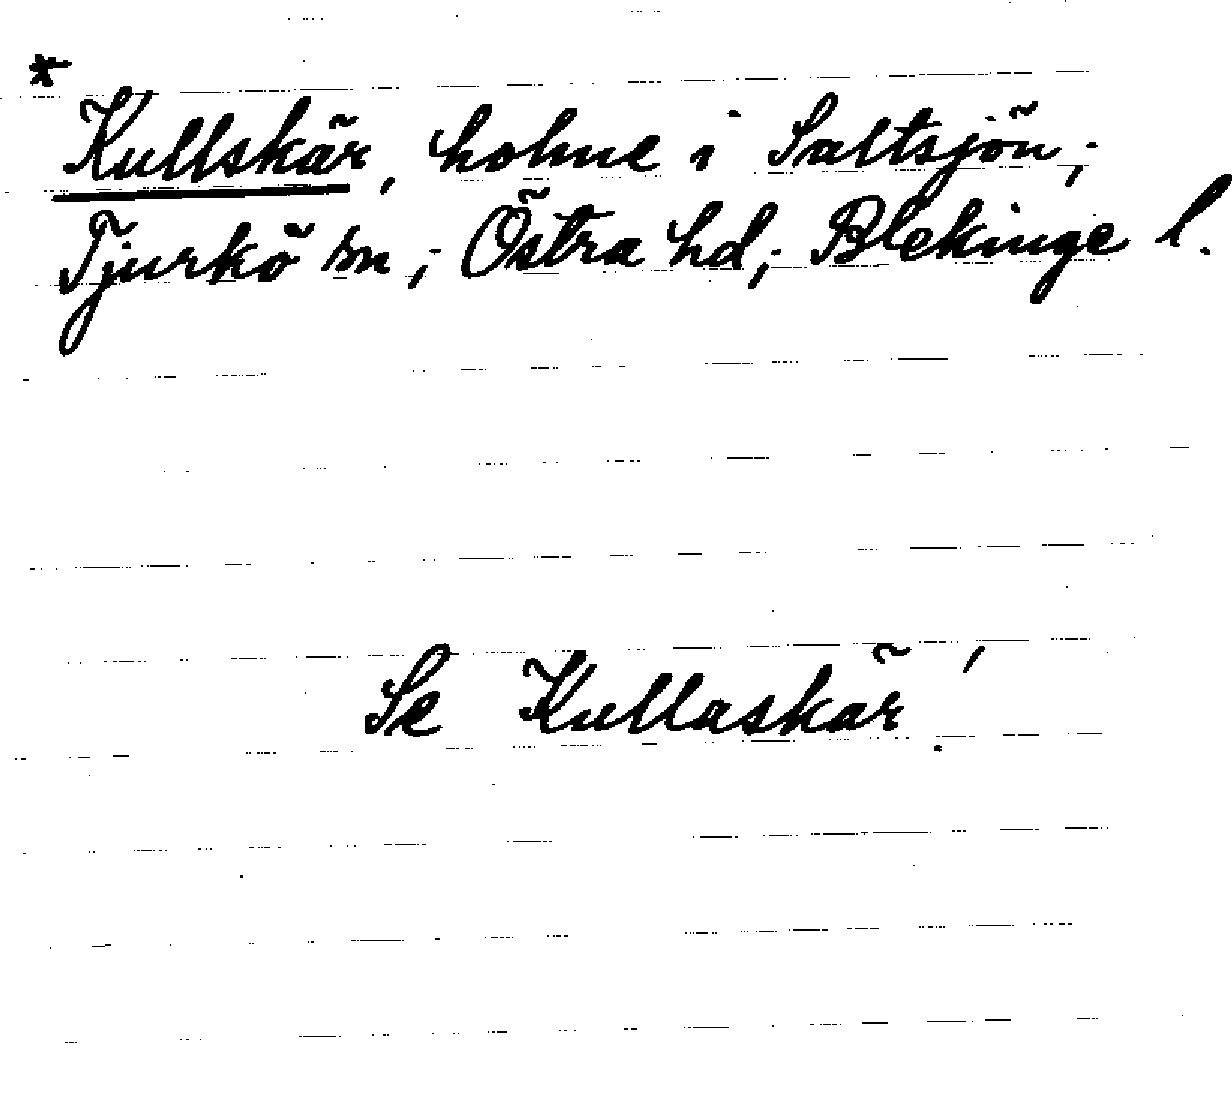 * Kullskär, holme i Saltsjön;
Tjurkö sn; Östra hd; Blekinge l.
Se Kullaskär.